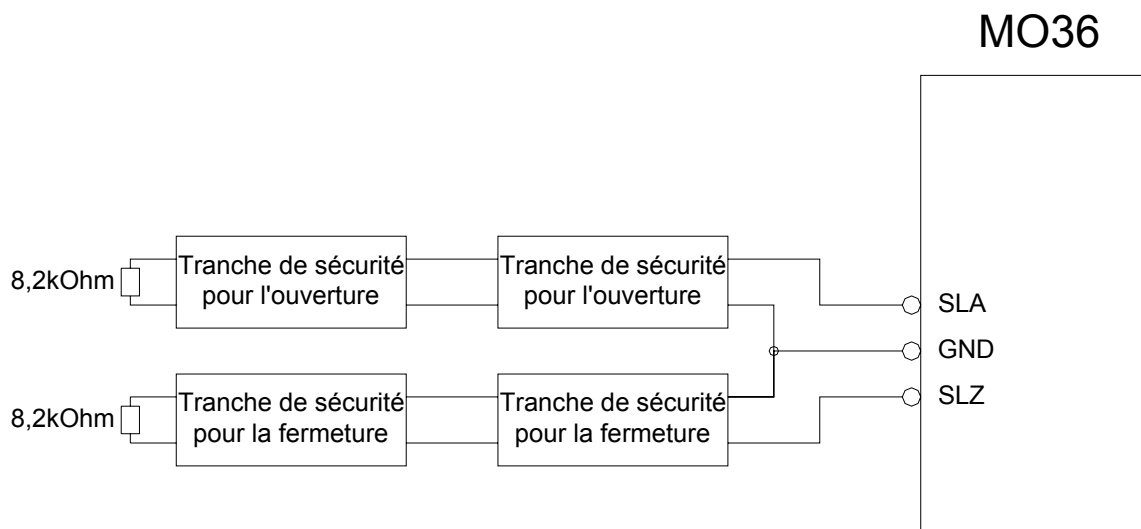 MO36
8,2kOhm
Tranche de sécurité
pour l'ouverture
Tranche de sécurité
pour l'ouverture
SLA
GND
SLZ
8,2kOhm
Tranche de sécurité
pour la fermeture
Tranche de sécurité
pour la fermeture